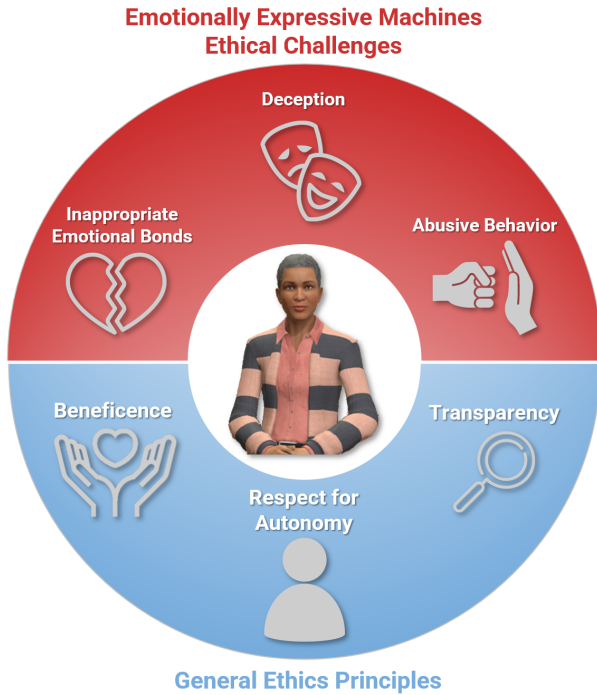 Emotionally Expressive Machines
Ethical Challenges
Deception
Inappropriate
Emotional Bonds
Abusive Behavior
Beneficence
Transparency
Respect for
Autonomy
General Ethics Principles